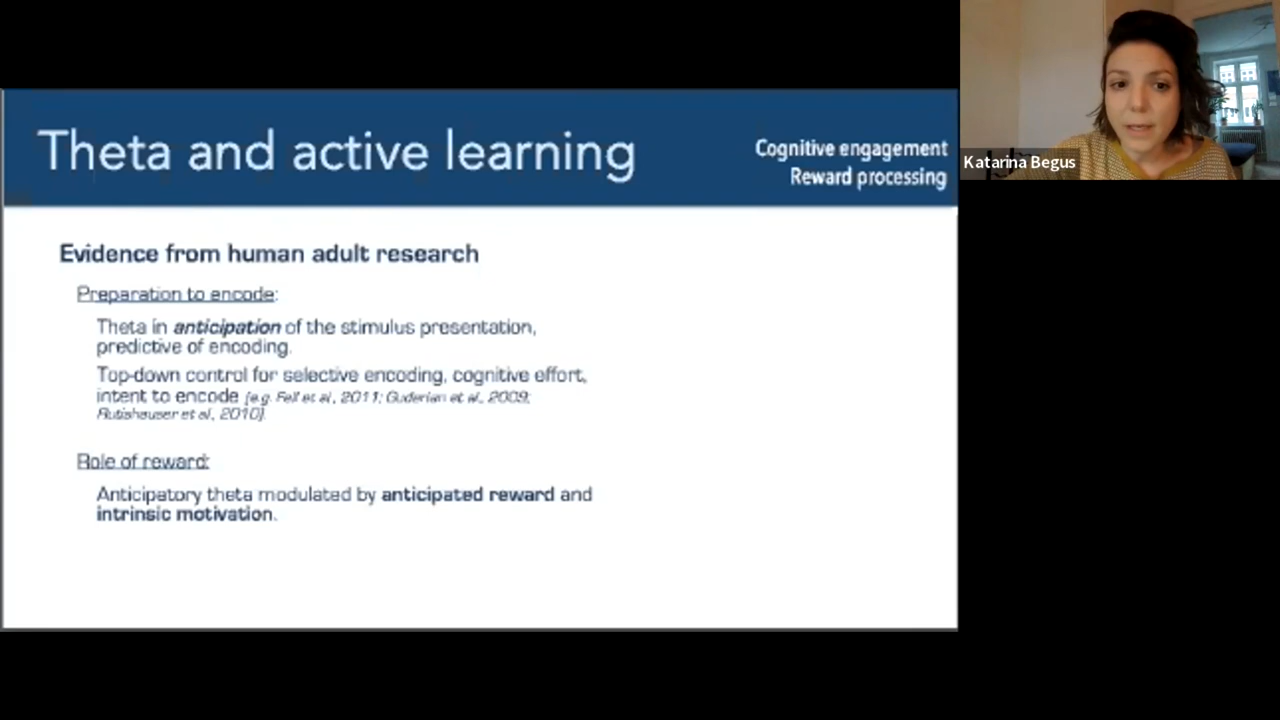 Theta and active learning
Cognitive engagement
Reward processing
Katarina Begus
Evidence from human adult research
Preparation to encode:
Theta in anticipation of the stimulus presentation,
predictive of encoding.
Top-down control for selective encoding, cognitive effort,
intent to encode [e.g. Fell et al., 2011; Guderian et al., 2009;
Rutishauser et al., 2010].
Role of reward:
Anticipatory theta modulated by anticipated reward and
intrinsic motivation.